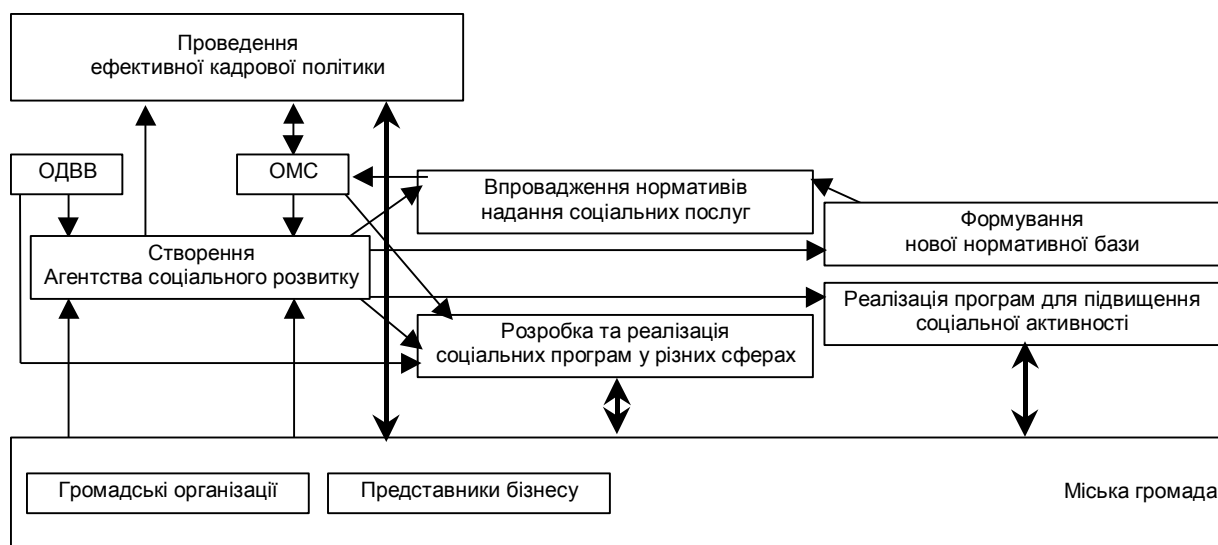 Проведення
ефективної кадрової політики
ОДВВ
ОМС
Впровадження нормативів
надання соціальних послуг
Формування
нової нормативної бази
Створення
Агентства соціального розвитку
Реалізація програм для підвищення
соціальної активності
Розробка та реалізація
соціальних програм у різних сферах
Громадські організації
Представники бізнесу
Міська громада